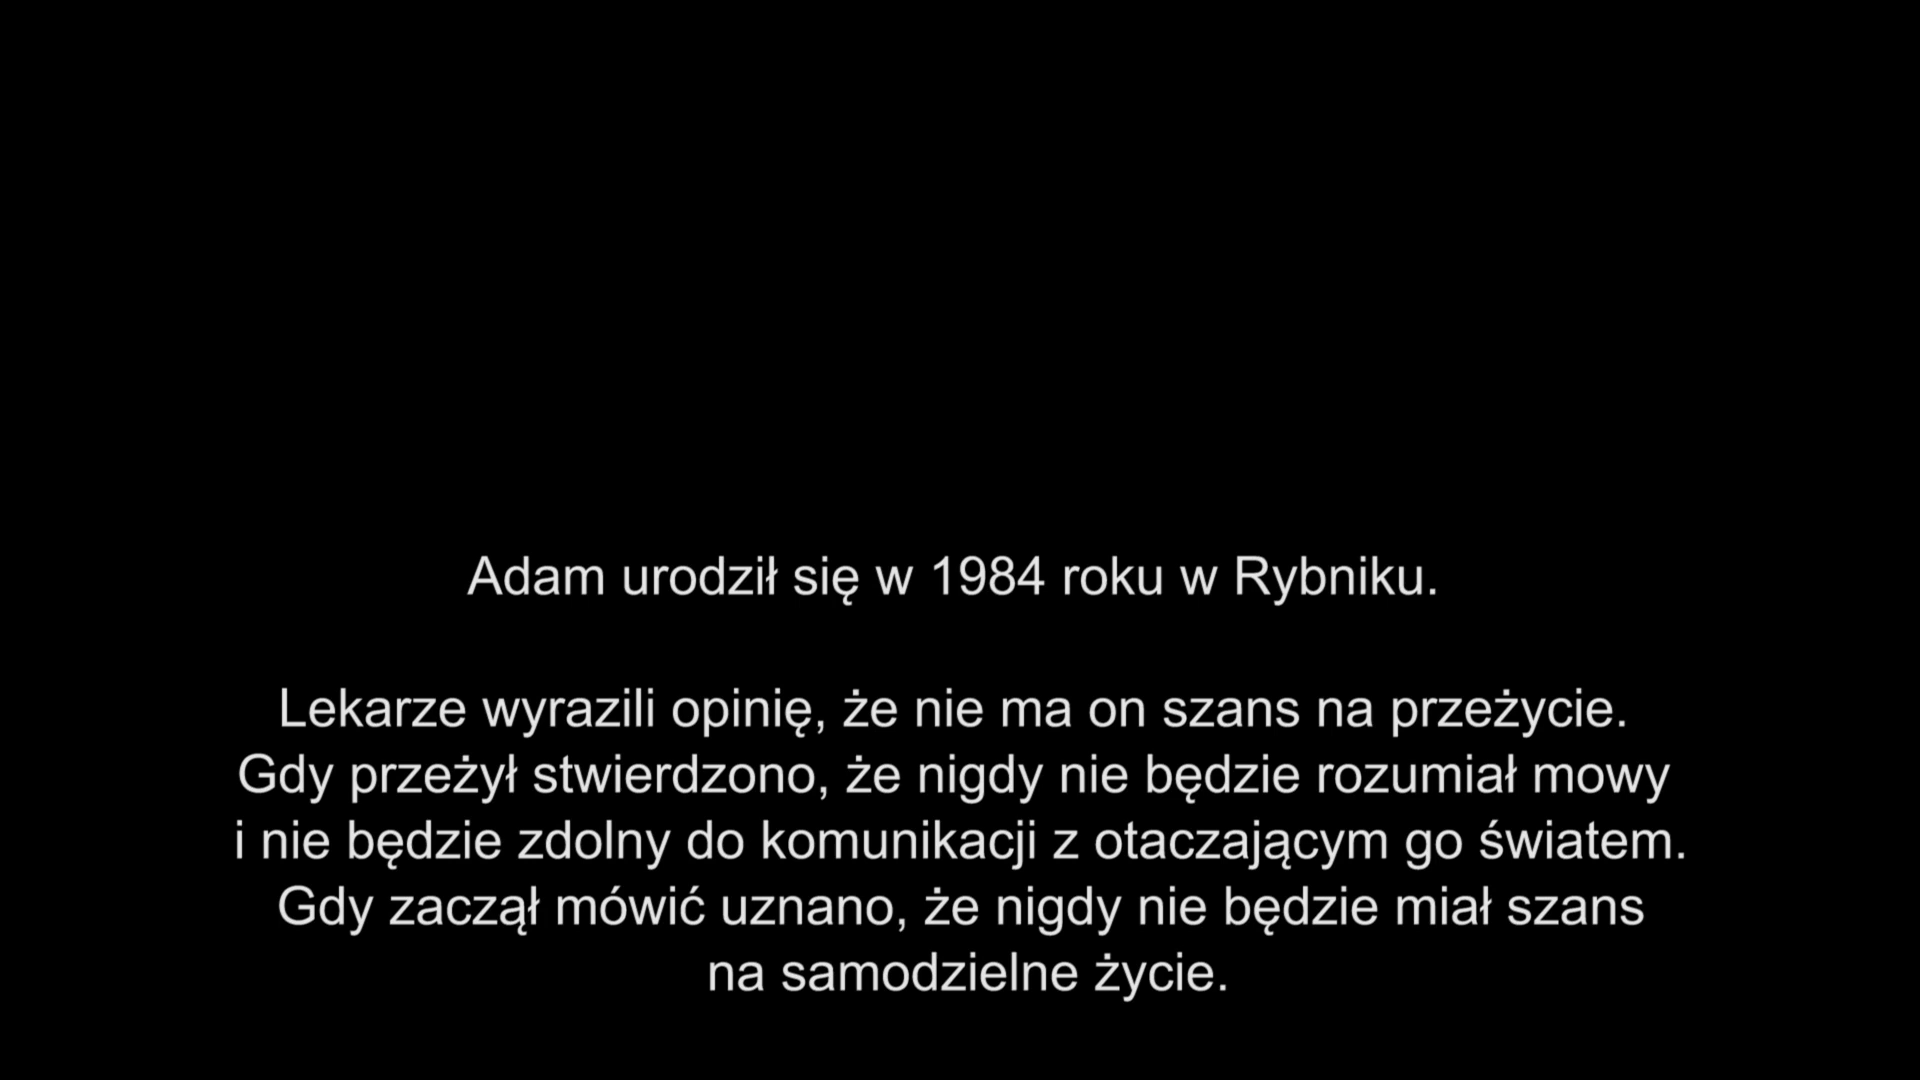 Adam urodził się w 1984 roku w Rybniku.
Lekarze wyrazili opinię, że nie ma on szans na przeżycie.
Gdy przeżył stwierdzono, że nigdy nie będzie rozumiał mowy
i nie będzie zdolny do komunikacji z otaczającym go światem.
Gdy zaczął mówić uznano, że nigdy nie będzie miał szans
na samodzielne życie.